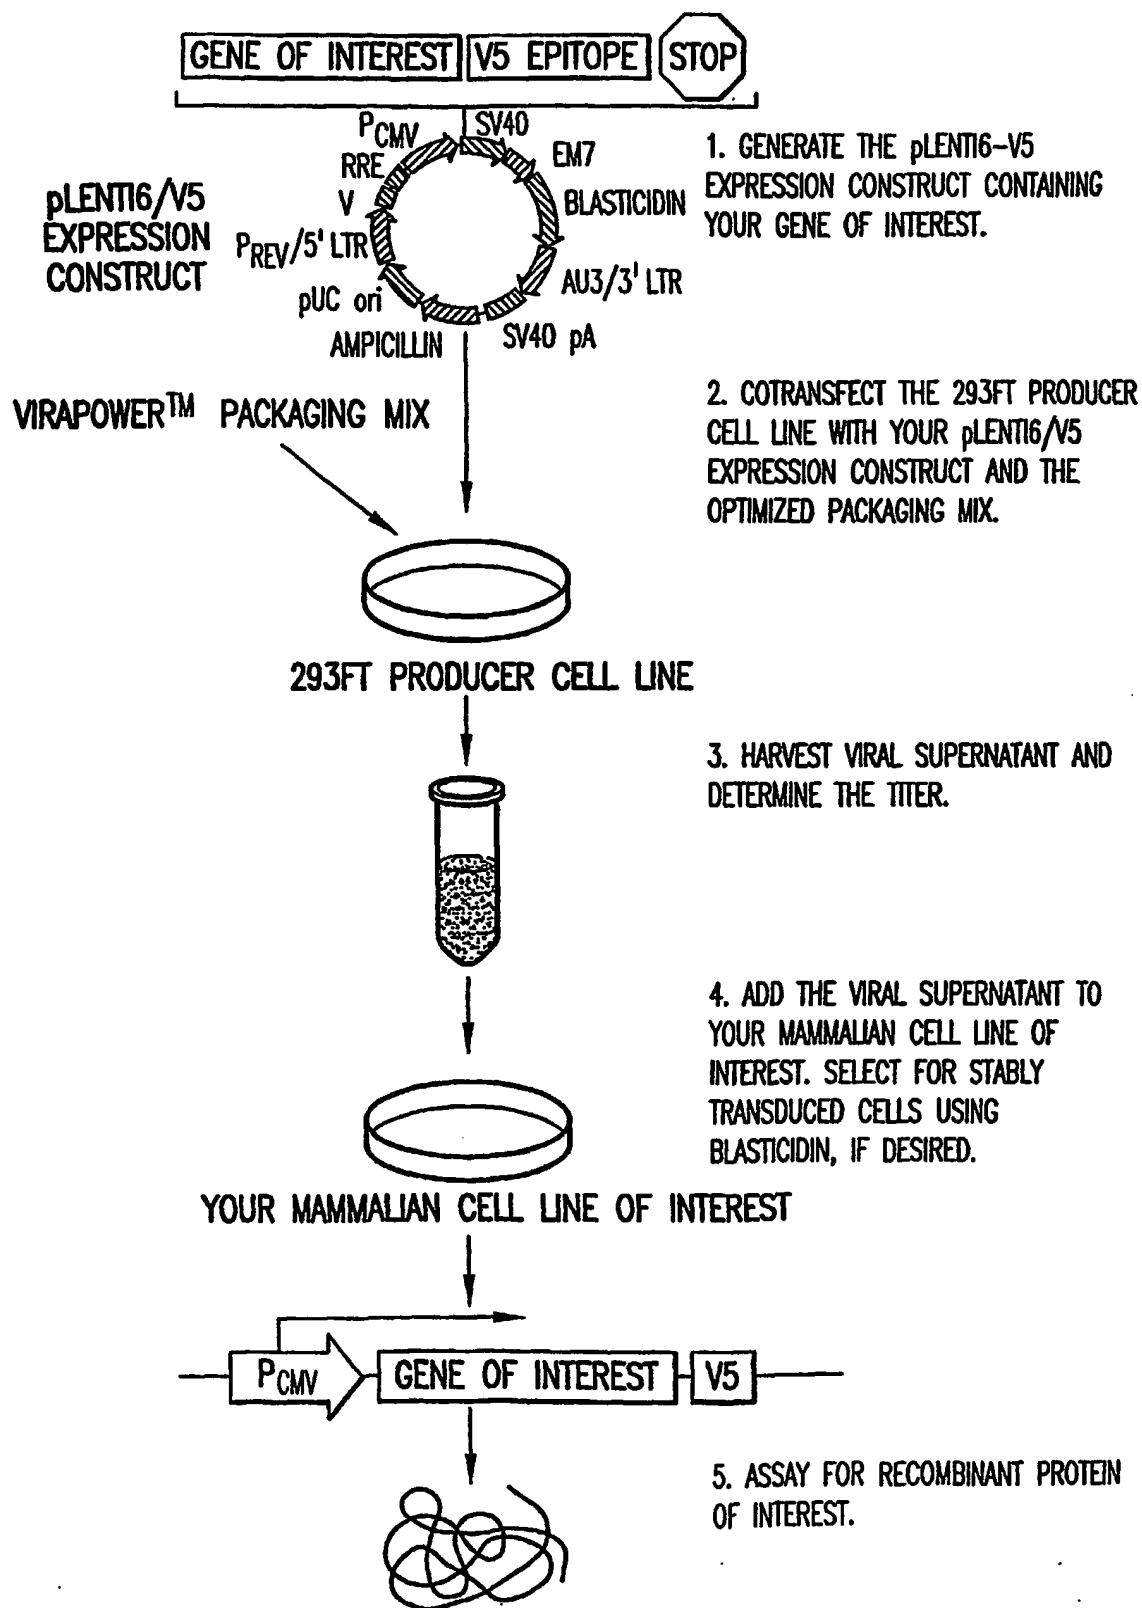 GENE OF INTEREST V5 EPITOPE STOP
PCMV
SV40
RRE
EM7
V
BLASTICIDIN
PREV/5' LTR
AU3/3' LTR
pUC ori
SV40 pA
AMPICILLIN
pLENTI6/V5
EXPRESSION
CONSTRUCT
1. GENERATE THE pLENTI6-V5
EXPRESSION CONSTRUCT CONTAINING
YOUR GENE OF INTEREST.
VIRAPOWER™ PACKAGING MIX
2. COTRANSFECT THE 293FT PRODUCER
CELL LINE WITH YOUR pLENTI6/V5
EXPRESSION CONSTRUCT AND THE
OPTIMIZED PACKAGING MIX.
293FT PRODUCER CELL LINE
3. HARVEST VIRAL SUPERNATANT AND
DETERMINE THE TITER.
4. ADD THE VIRAL SUPERNATANT TO
YOUR MAMMALIAN CELL LINE OF
INTEREST. SELECT FOR STABLY
TRANSDUCED CELLS USING
BLASTICIDIN, IF DESIRED.
YOUR MAMMALIAN CELL LINE OF INTEREST
PCMV GENE OF INTEREST V5
5. ASSAY FOR RECOMBINANT PROTEIN
OF INTEREST.